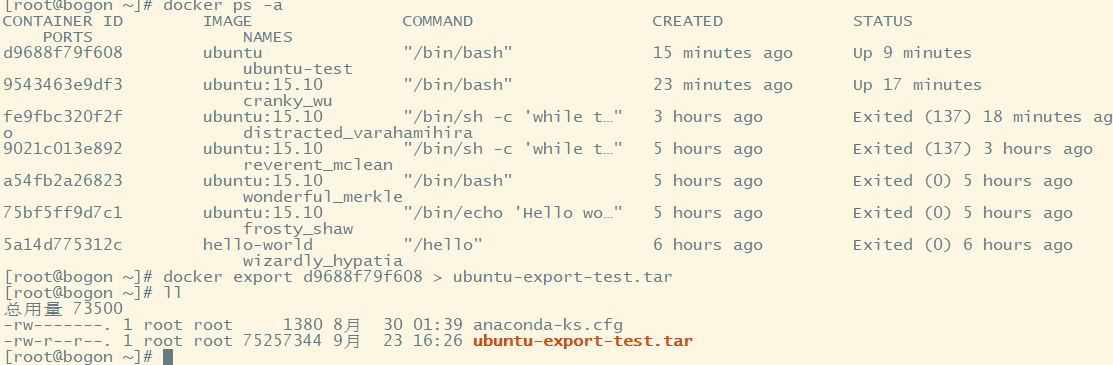 [root@bogon ~]# docker ps -a
CONTAINER ID        IMAGE               COMMAND                  CREATED             STATUS
    PORTS               NAMES
d9688f79f608        ubuntu              "/bin/bash"              15 minutes ago      Up 9 minutes
                        ubuntu-test
9543463e9df3        ubuntu:15.10        "/bin/bash"              23 minutes ago      Up 17 minutes
                        cranky_wu
fe9fbc320f2f        ubuntu:15.10        "/bin/sh -c 'while t…"   3 hours ago         Exited (137) 18 minutes ag
o                       distracted_varahamihira
9021c013e892        ubuntu:15.10        "/bin/sh -c 'while t…"   5 hours ago         Exited (137) 3 hours ago
                        reverent_mclean
a54fb2a26823        ubuntu:15.10        "/bin/bash"              5 hours ago         Exited (0) 5 hours ago
                        wonderful_merkle
75bf5ff9d7c1        ubuntu:15.10        "/bin/echo 'Hello wo…"   5 hours ago         Exited (0) 5 hours ago
                        frosty_shaw
5a14d775312c        hello-world         "/hello"                 6 hours ago         Exited (0) 6 hours ago
                        wizardly_hypatia
[root@bogon ~]# docker export d9688f79f608 > ubuntu-export-test.tar
[root@bogon ~]# ll
总用量 73500
-rw-------. 1 root root     1380 8月  30 01:39 anaconda-ks.cfg
-rw-r--r--. 1 root root 75257344 9月  23 16:26 ubuntu-export-test.tar
[root@bogon ~]#